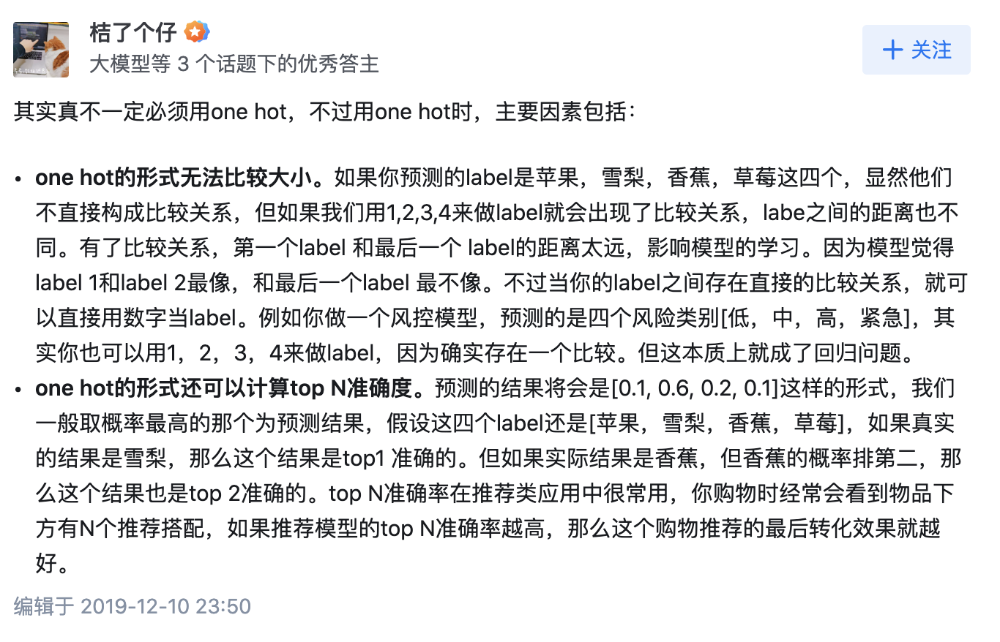 桔了个仔
大模型等 3 个话题下的优秀答主
+ 关注
其实真不一定必须用one hot，不过用one hot时，主要因素包括：
• one hot的形式无法比较大小。如果你预测的label是苹果，雪梨，香蕉，草莓这四个，显然他们
不直接构成比较关系，但如果我们用1,2,3,4来做label就会出现了比较关系，labe之间的距离也不
同。有了比较关系，第一个label 和最后一个 label的距离太远，影响模型的学习。因为模型觉得
label 1和label 2最像，和最后一个label 最不像。不过当你的label之间存在直接的比较关系，就可
以直接用数字当label。例如你做一个风控模型，预测的是四个风险类别[低，中，高，紧急]，其
实你也可以用1，2，3，4来做label，因为确实存在一个比较。但这本质上就成了回归问题。
• one hot的形式还可以计算top N准确度。预测的结果将会是[0.1, 0.6, 0.2, 0.1]这样的形式，我们
一般取概率最高的那个为预测结果，假设这四个label还是[苹果，雪梨，香蕉，草莓]，如果真实
的结果是雪梨，那么这个结果是top1 准确的。但如果实际结果是香蕉，但香蕉的概率排第二，那
么这个结果也是top 2准确的。top N准确率在推荐类应用中很常用，你购物时经常会看到物品下
方有N个推荐搭配，如果推荐模型的top N准确率越高，那么这个购物推荐的最后转化效果就越
好。
编辑于 2019-12-10 23:50